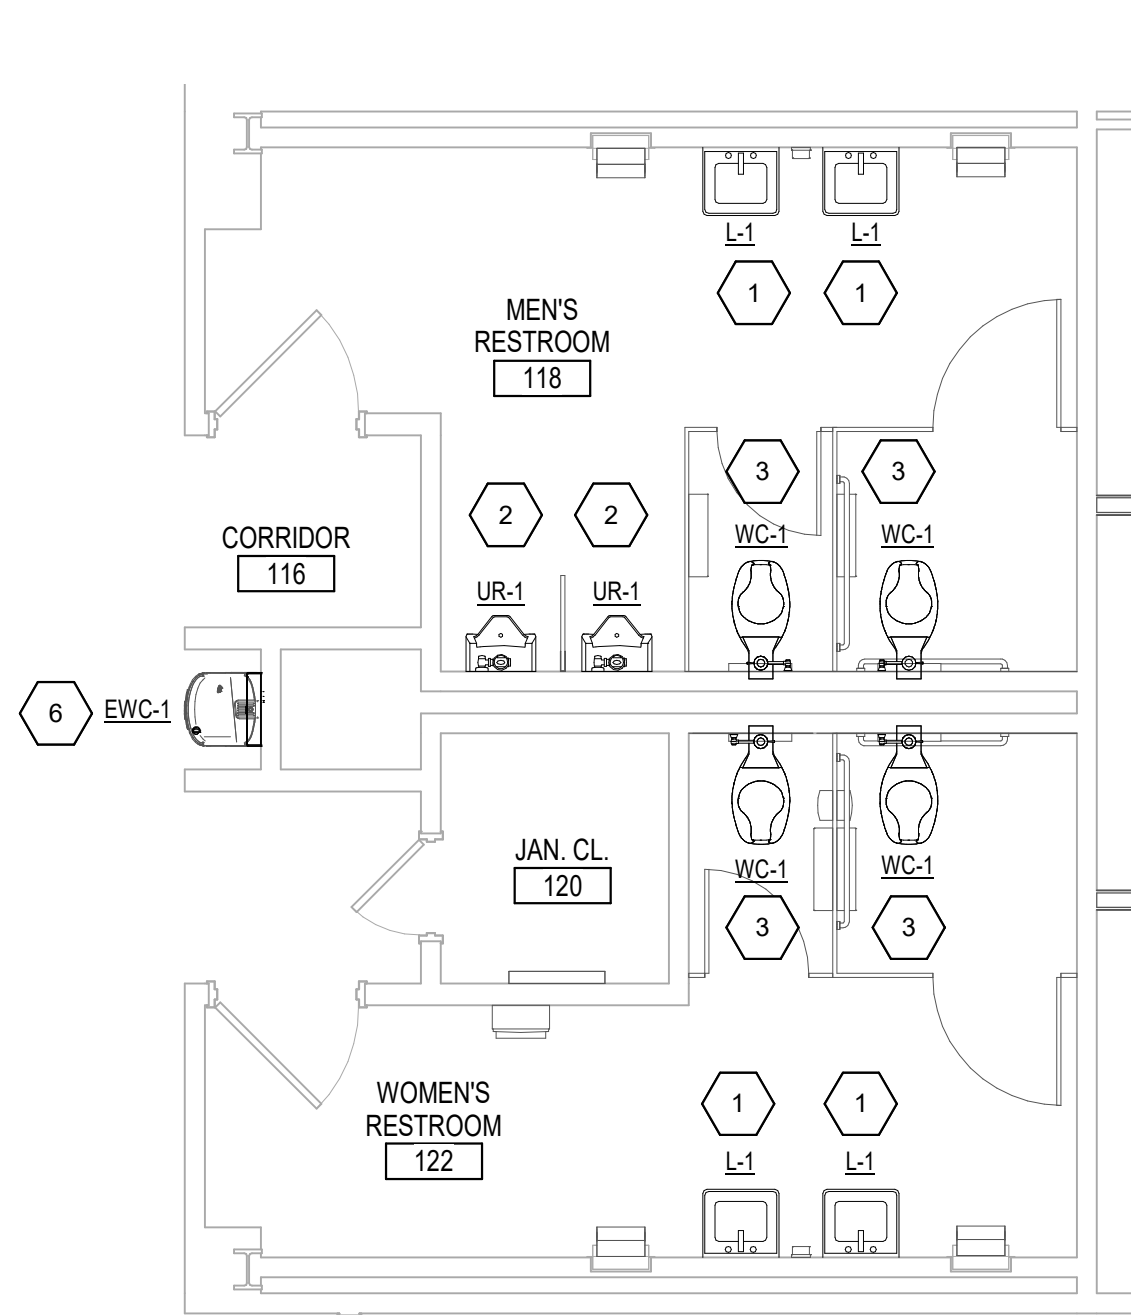 L-1
L-1
1
1
MEN'S
RESTROOM
118
3
3
2
2
WC-1
WC-1
CORRIDOR
116
UR-1
UR-1
6
EWC-1
JAN. CL.
120
WC-1
WC-1
3
3
WOMEN'S
RESTROOM
122
1
1
L-1
L-1